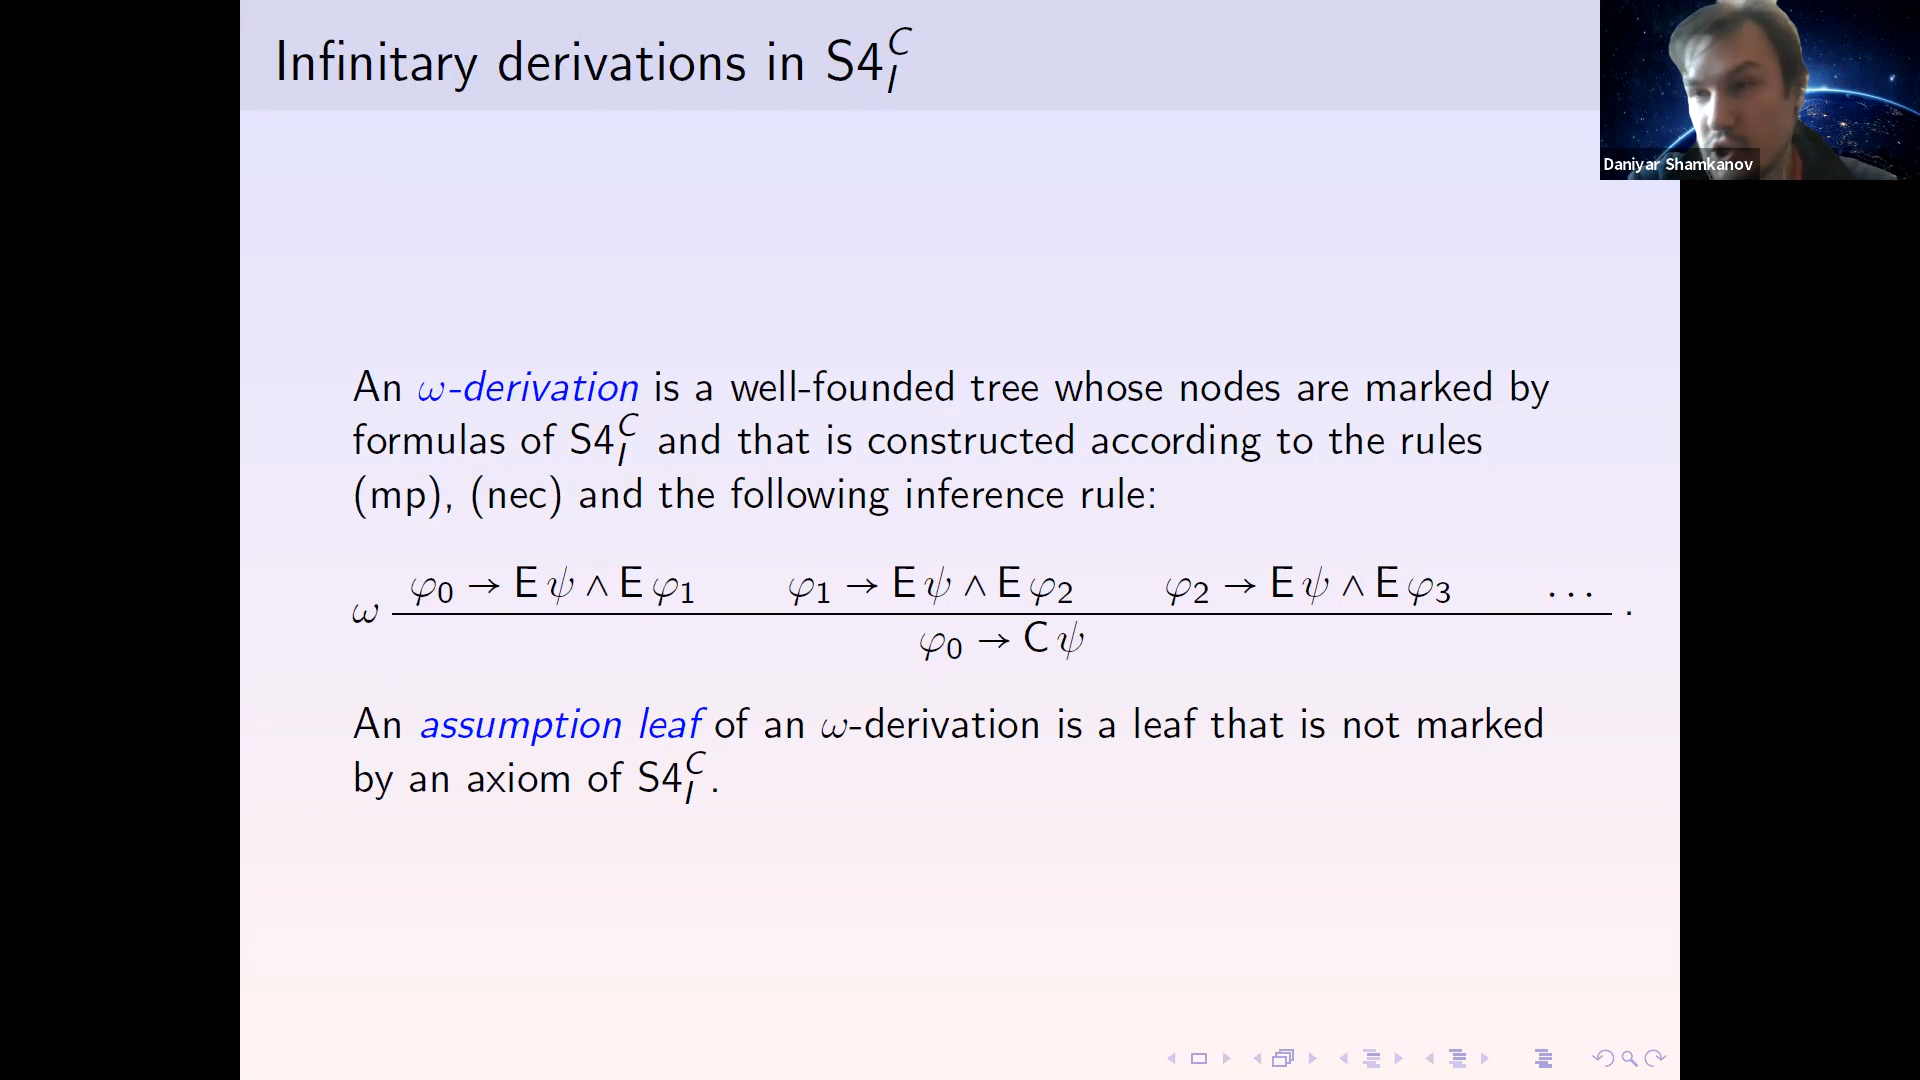 Infinitary derivations in S4_I^C
Daniyar Shamkanov
An ω-derivation is a well-founded tree whose nodes are marked by
formulas of S4_I^C and that is constructed according to the rules
(mp), (nec) and the following inference rule:
φ₀ → E ψ ∧ E φ₁ φ₁ → E ψ ∧ E φ₂ φ₂ → E ψ ∧ E φ₃ ...
ω .
φ₀ → C ψ
An assumption leaf of an ω-derivation is a leaf that is not marked
by an axiom of S4_I^C.